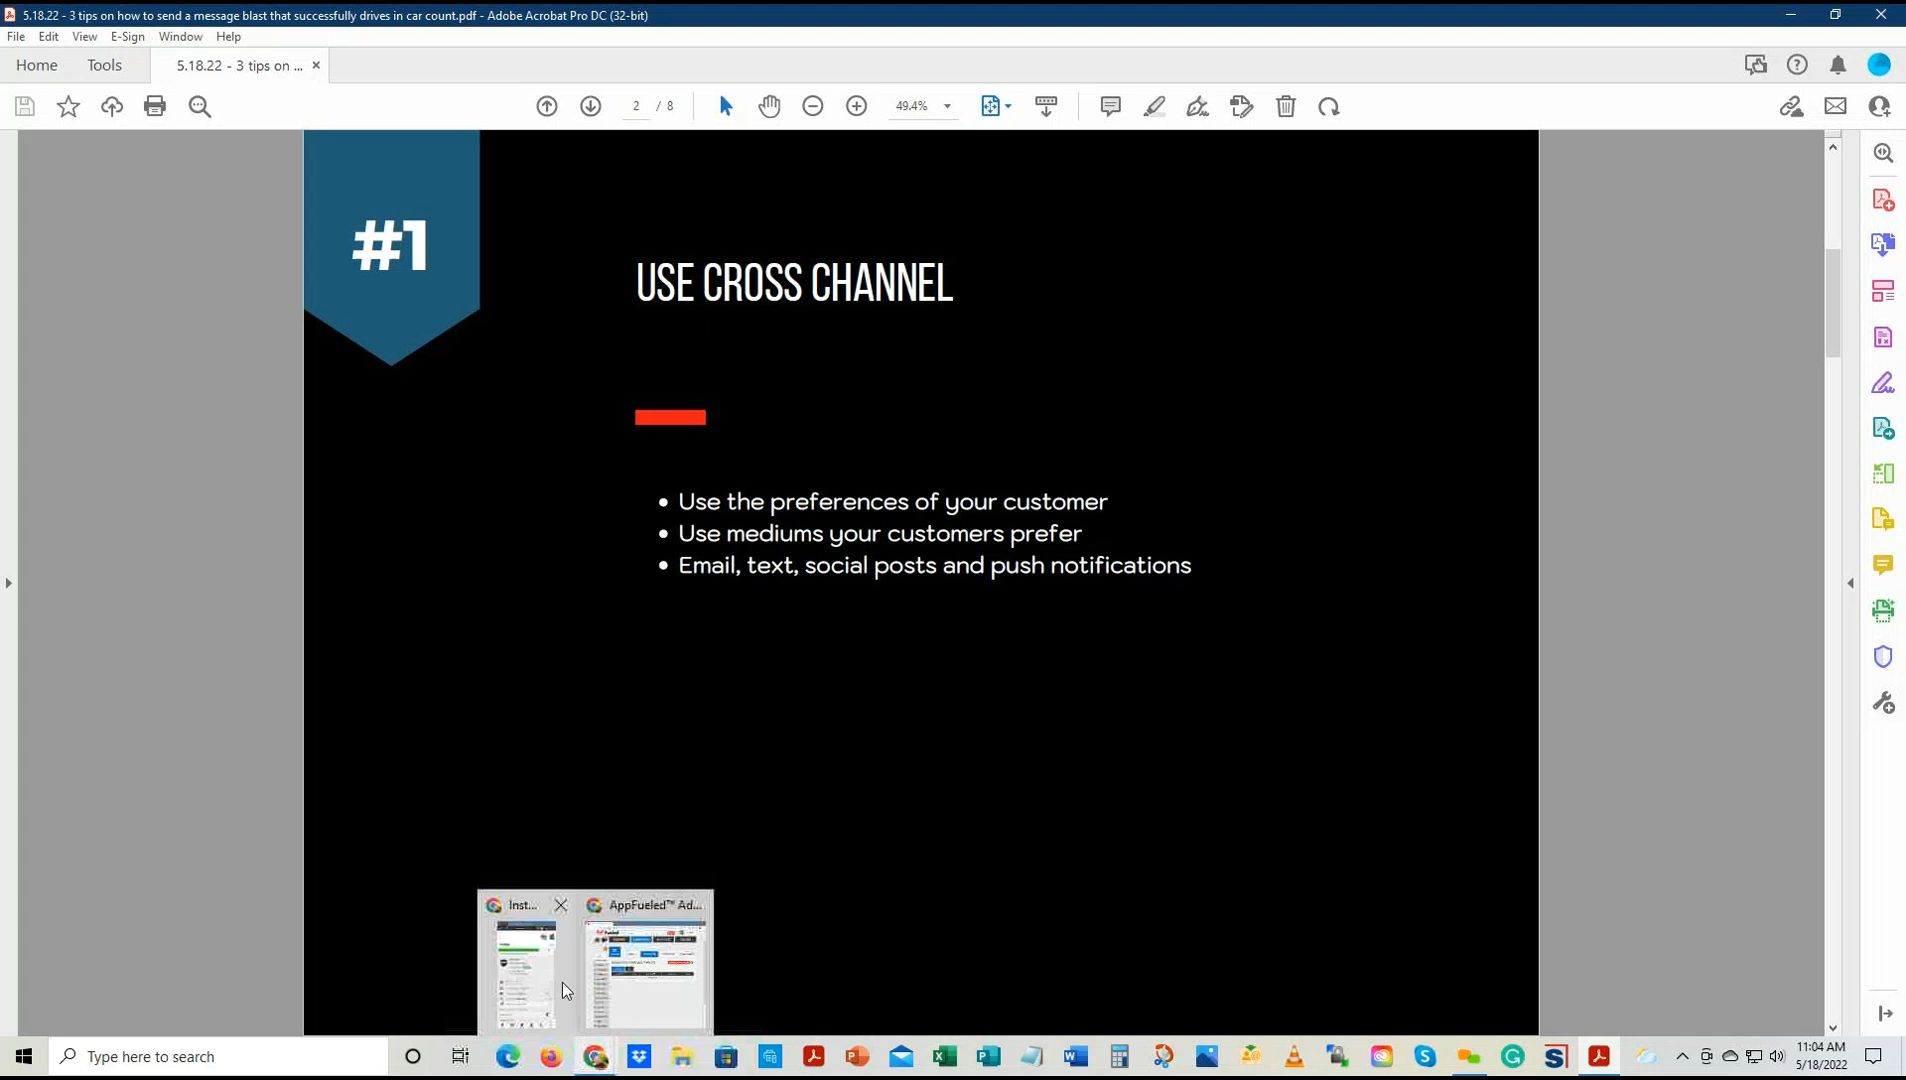 5.18.22 - 3 tips on how to send a message blast that successfully drives in car count.pdf - Adobe Acrobat Pro DC (32-bit)
File Edit View E-Sign Window Help
Home Tools 5.18.22 - 3 tips on ...
2 / 8 49.4%
#1
USE CROSS CHANNEL
• Use the preferences of your customer
• Use mediums your customers prefer
• Email, text, social posts and push notifications
Inst... AppFueled™ Ad...
Type here to search
11:04 AM
5/18/2022